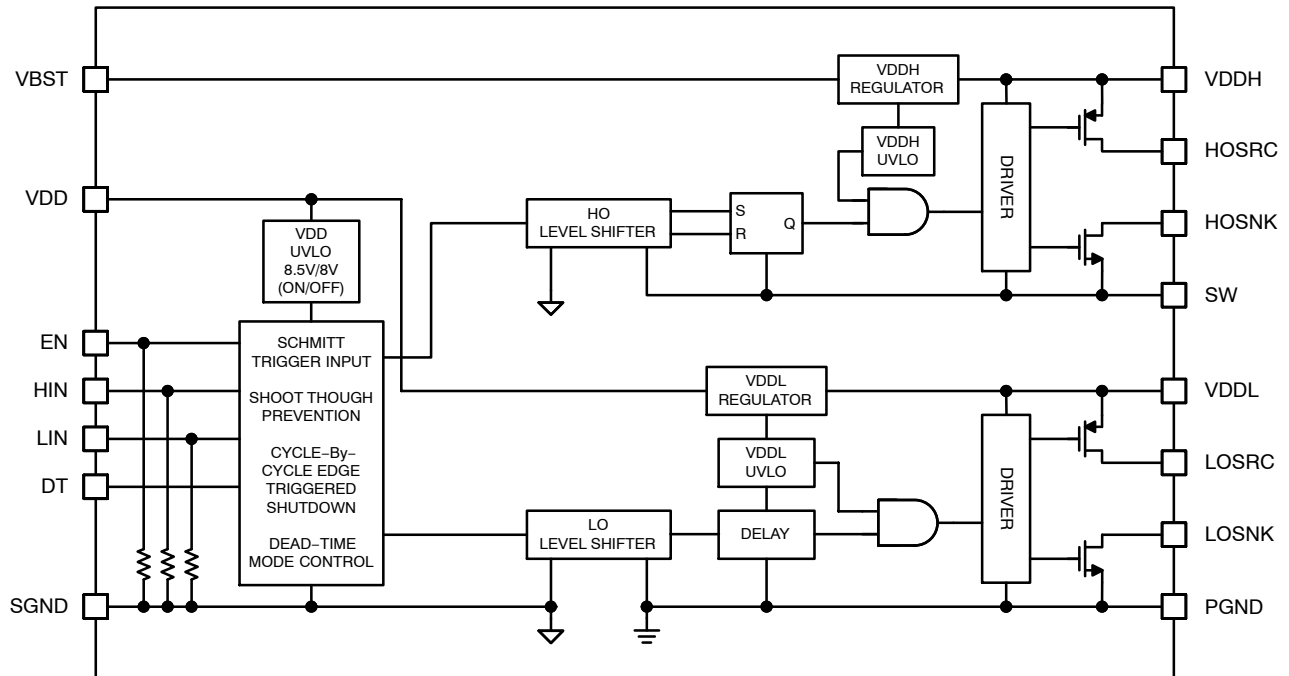 VBST
VDD
EN
HIN
LIN
DT
SGND
VDD
UVLO
8.5V/8V
(ON/OFF)
SCHMITT
TRIGGER INPUT
SHOOT THOUGH
PREVENTION
CYCLE−By−
CYCLE EDGE
TRIGGERED
SHUTDOWN
DEAD−TIME
MODE CONTROL
HO
LEVEL SHIFTER
S
R
Q
VDDH
REGULATOR
VDDH
UVLO
DRIVER
VDDL
REGULATOR
VDDL
UVLO
LO
LEVEL SHIFTER
DELAY
DRIVER
VDDH
HOSRC
HOSNK
SW
VDDL
LOSRC
LOSNK
PGND